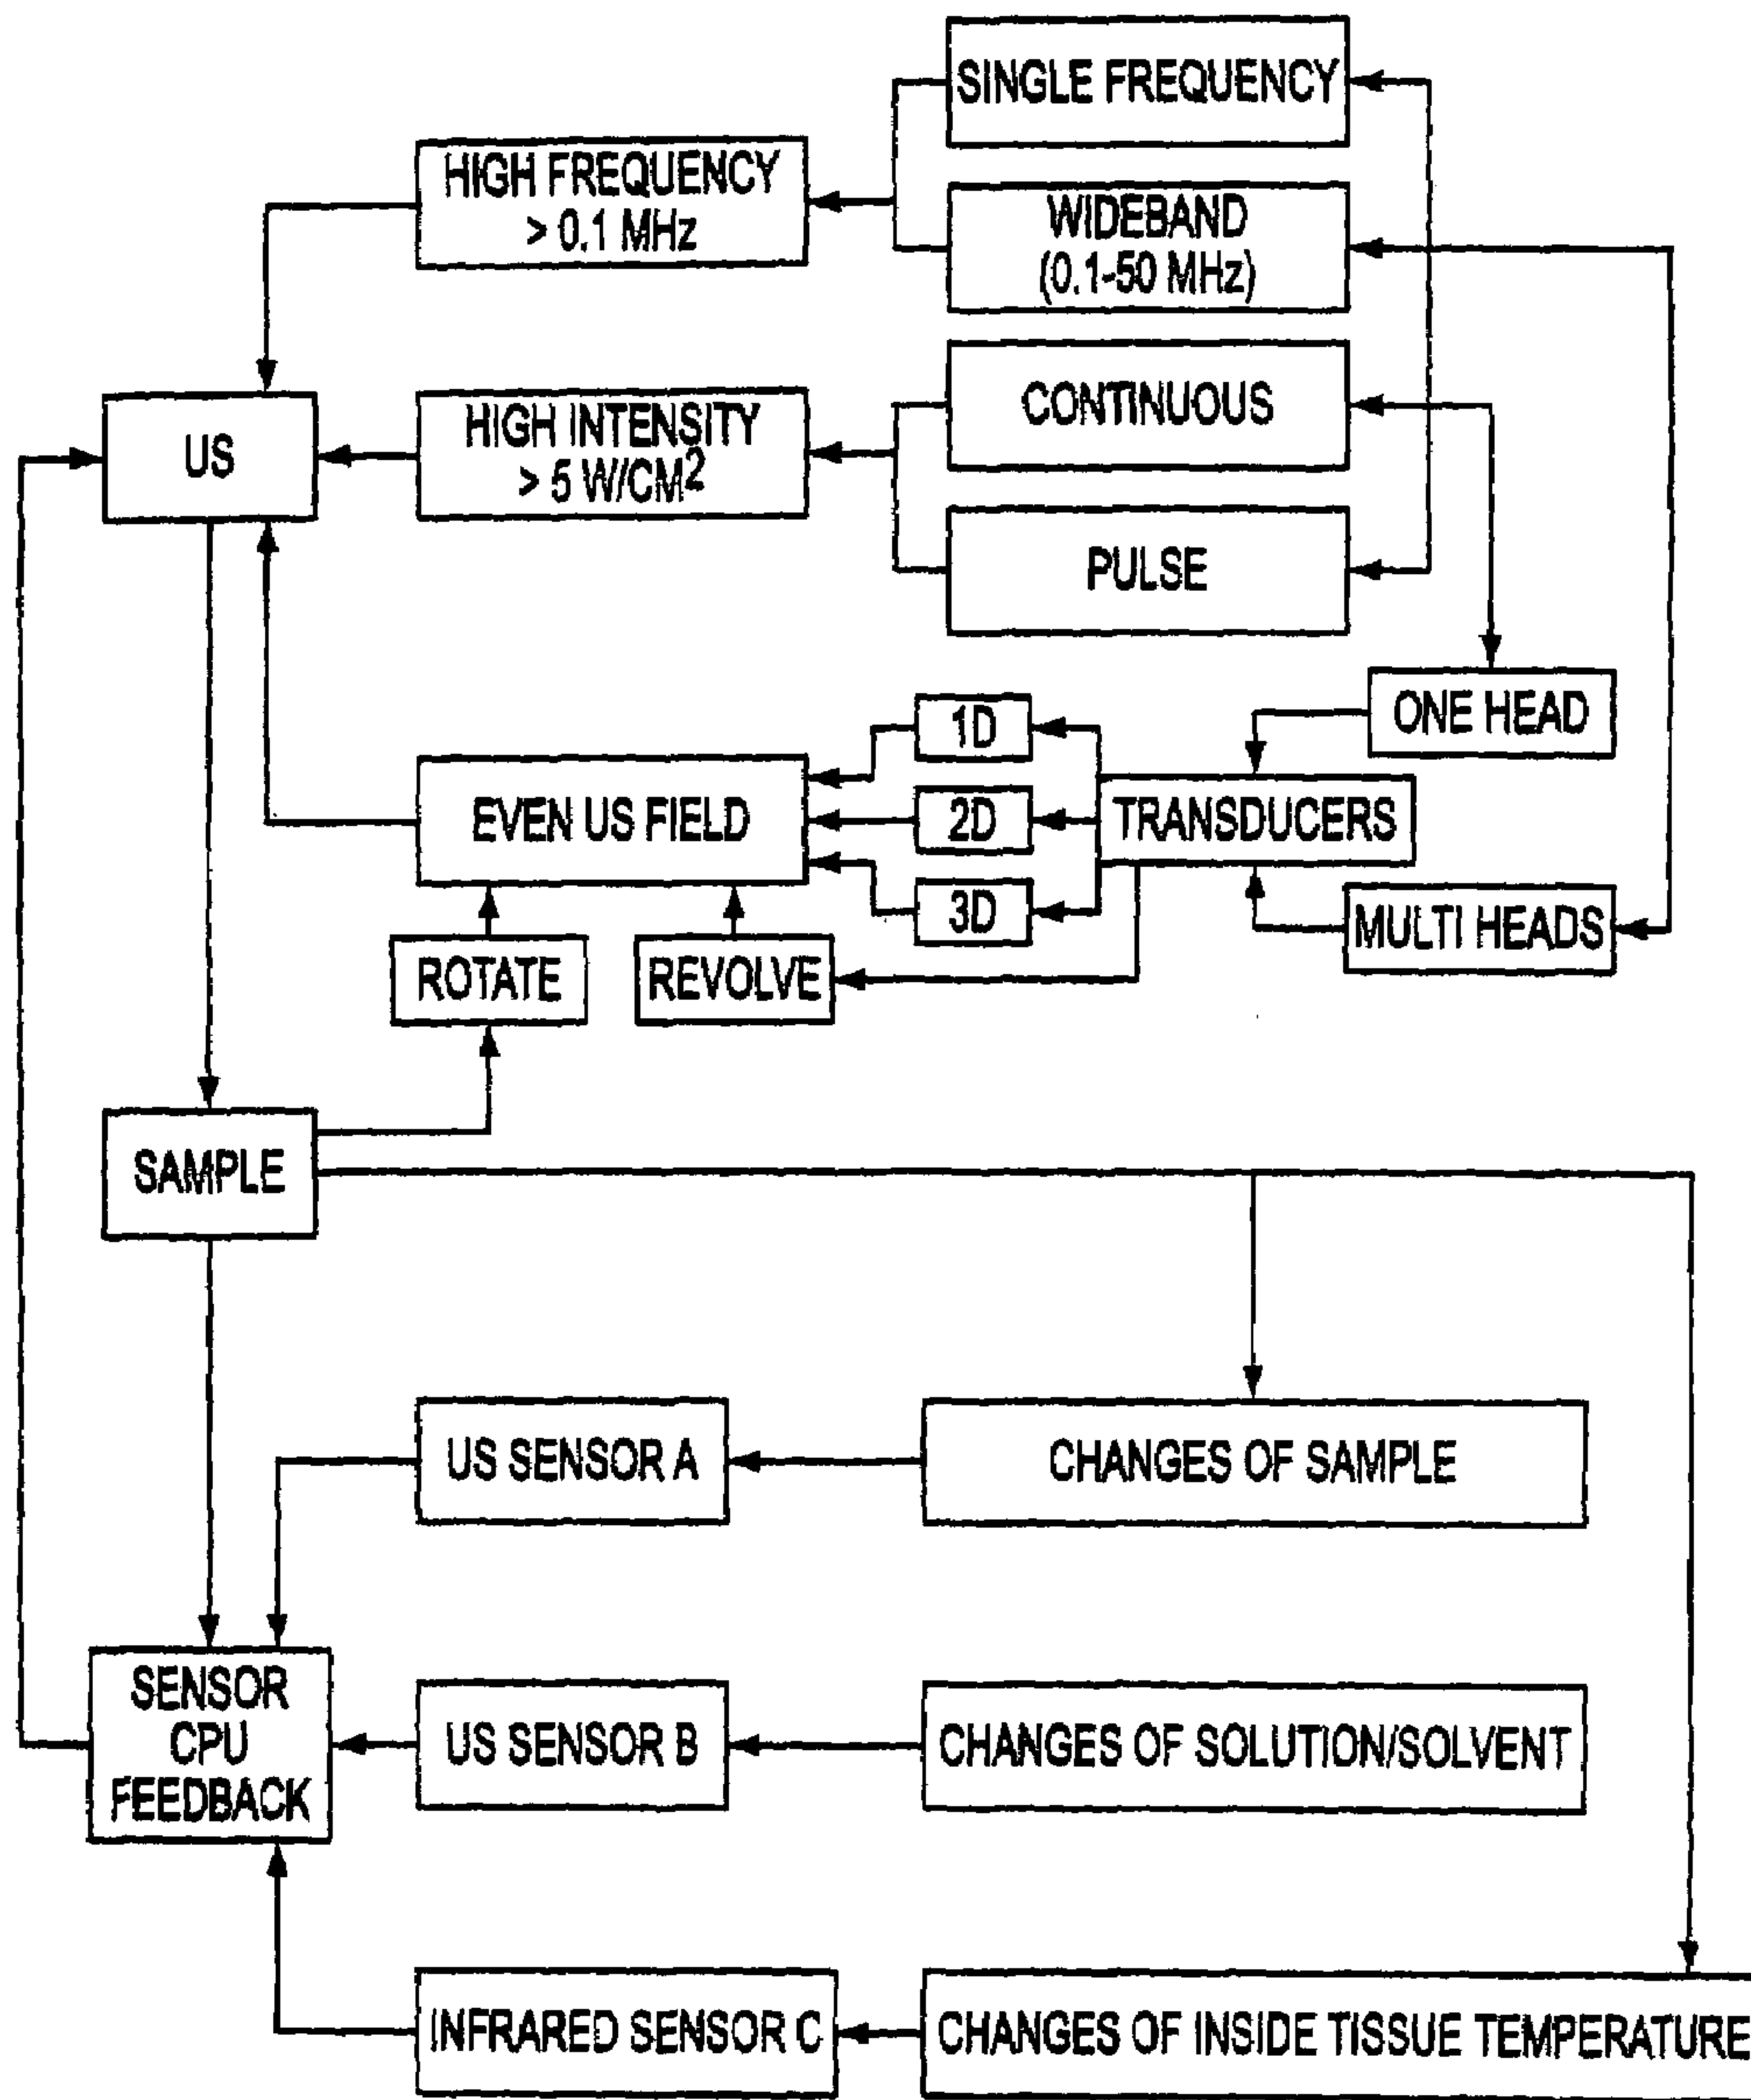 SINGLE FREQUENCY
HIGH FREQUENCY
> 0.1 MHz
WIDEBAND
(0.1-50 MHz)
CONTINUOUS
US
HIGH INTENSITY
> 5 W/CM²
PULSE
ONE HEAD
1D
EVEN US FIELD
2D
TRANSDUCERS
3D
MULTI HEADS
ROTATE
REVOLVE
SAMPLE
US SENSOR A
CHANGES OF SAMPLE
SENSOR
CPU
FEEDBACK
US SENSOR B
CHANGES OF SOLUTION/SOLVENT
INFRARED SENSOR C
CHANGES OF INSIDE TISSUE TEMPERATURE